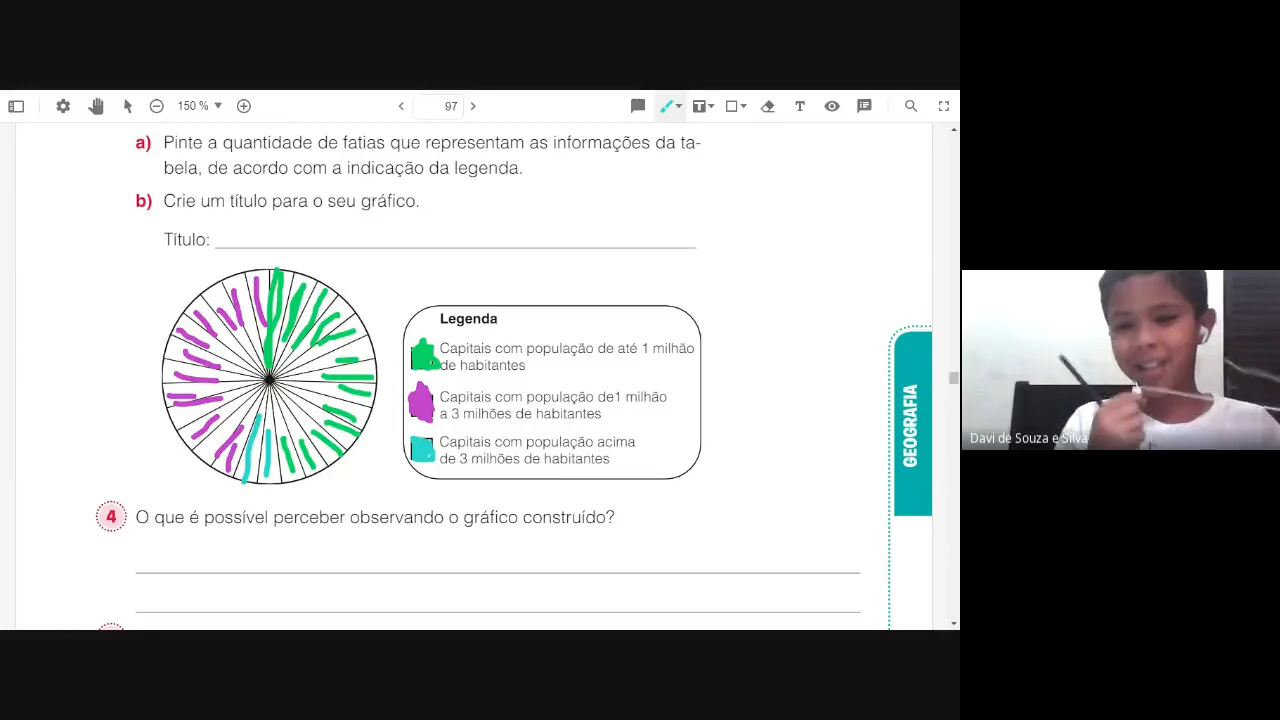 150 %
97
a) Pinte a quantidade de fatias que representam as informações da ta-
bela, de acordo com a indicação da legenda.
b) Crie um título para o seu gráfico.
Título:
Legenda
Capitais com população de até 1 milhão
de habitantes
Capitais com população de1 milhão
a 3 milhões de habitantes
Capitais com população acima
de 3 milhões de habitantes
GEOGRAFIA
4 O que é possível perceber observando o gráfico construído?
Davi de Souza e Silva